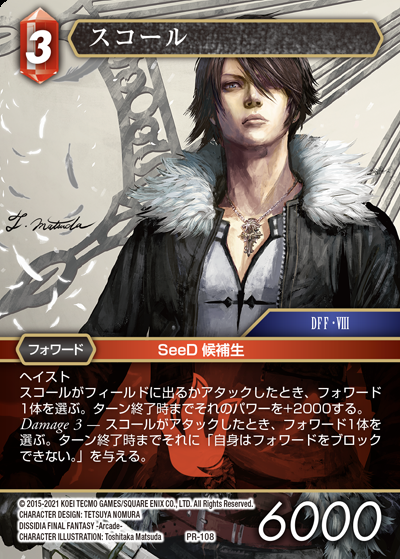 3
スコール
T. Matsuda
DFF・VIII
フォワード
SeeD 候補生
ヘイスト
スコールがフィールドに出るかアタックしたとき、フォワード
1体を選ぶ。ターン終了時までそれのパワーを+2000する。
Damage 3 — スコールがアタックしたとき、フォワード1体を
選ぶ。ターン終了時までそれに「自身はフォワードをブロック
できない。」を与える。
© 2015-2021 KOEI TECMO GAMES/SQUARE ENIX CO., LTD. All Rights Reserved.
CHARACTER DESIGN: TETSUYA NOMURA
DISSIDIA FINAL FANTASY -Arcade-
CHARACTER ILLUSTRATION: Toshitaka Matsuda
PR-108
6000